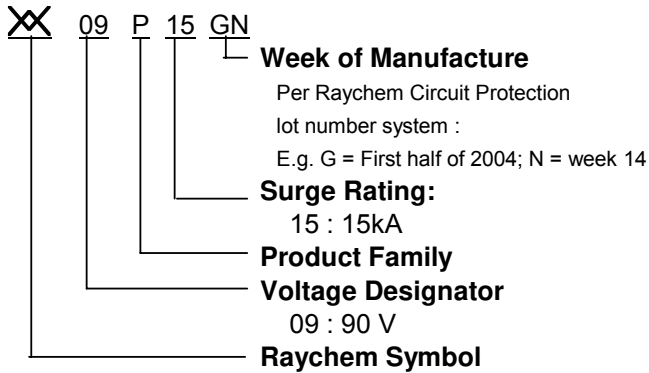 09 P 15 GN
Week of Manufacture
Per Raychem Circuit Protection
lot number system :
E.g. G = First half of 2004; N = week 14
Surge Rating:
15 : 15kA
Product Family
Voltage Designator
09 : 90 V
Raychem Symbol